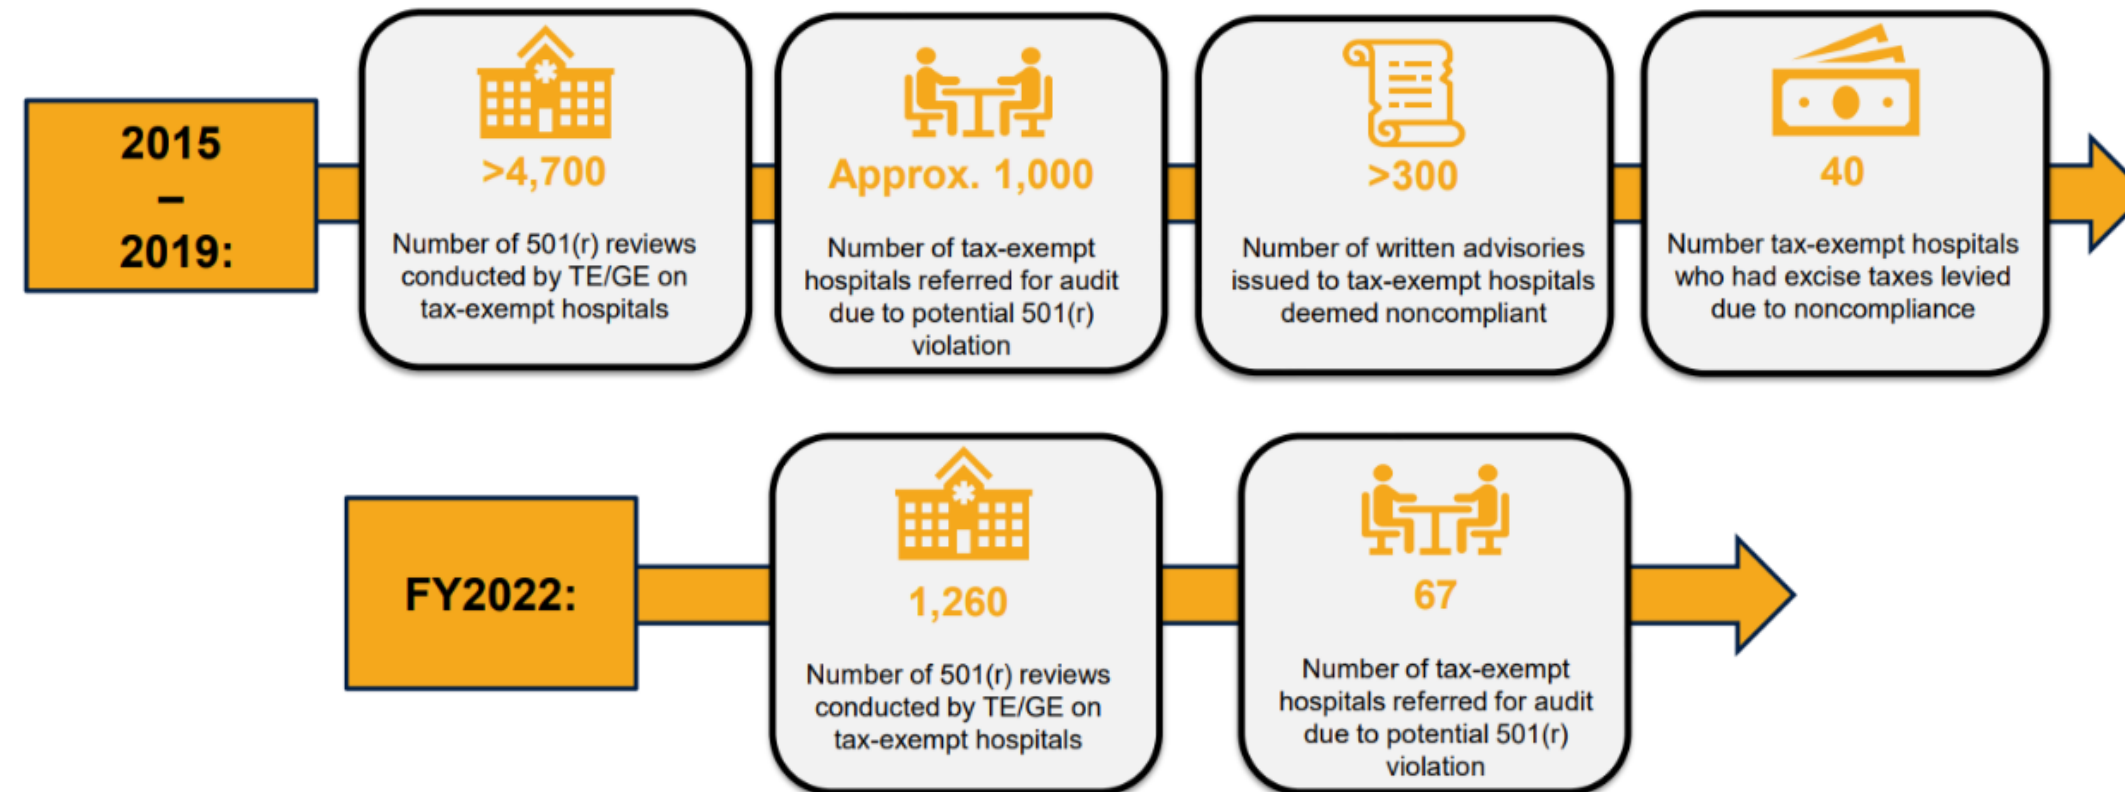 2015
–
2019:
>4,700
Number of 501(r) reviews
conducted by TE/GE on
tax-exempt hospitals
Approx. 1,000
Number of tax-exempt
hospitals referred for audit
due to potential 501(r)
violation
>300
Number of written advisories
issued to tax-exempt hospitals
deemed noncompliant
40
Number tax-exempt hospitals
who had excise taxes levied
due to noncompliance
FY2022:
1,260
Number of 501(r) reviews
conducted by TE/GE on
tax-exempt hospitals
67
Number of tax-exempt
hospitals referred for audit
due to potential 501(r)
violation